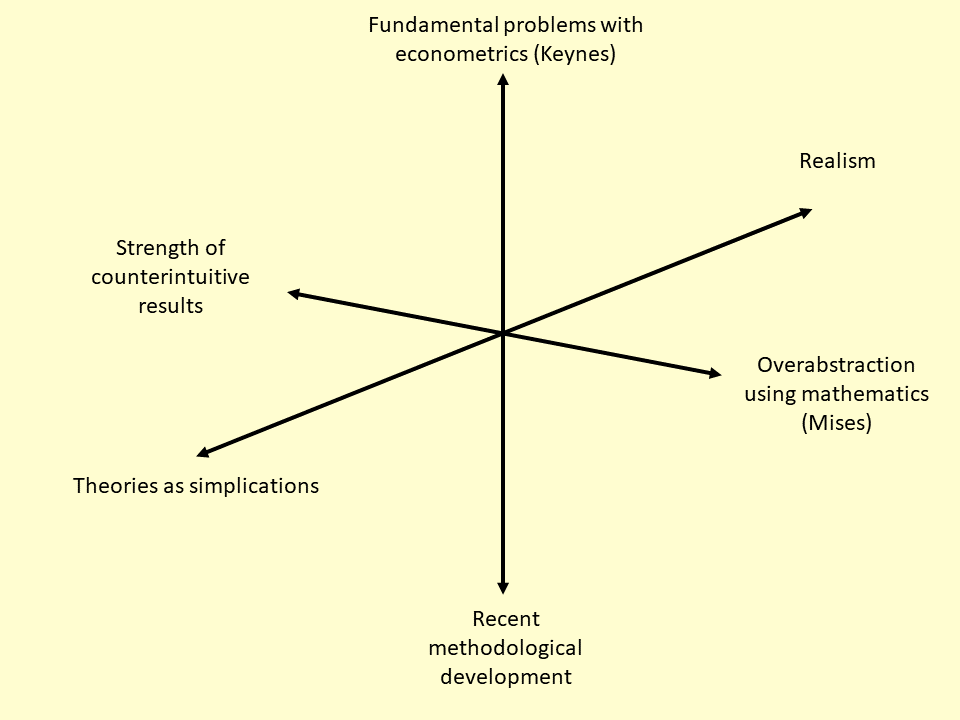 Fundamental problems with
econometrics (Keynes)
Realism
Strength of
counterintuitive
results
Overabstraction
using mathematics
(Mises)
Theories as simplications
Recent
methodological
development